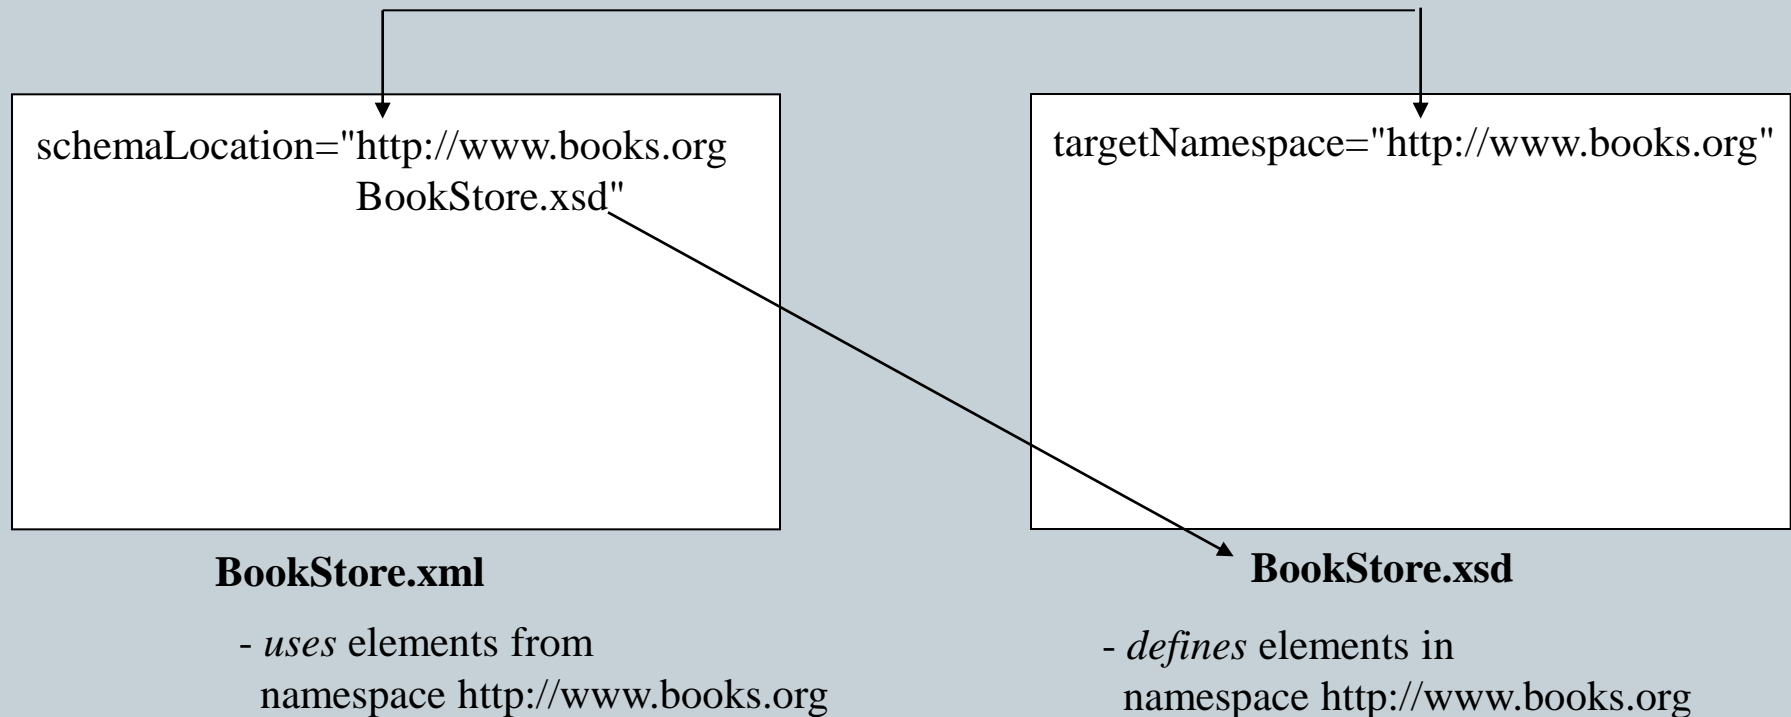 schemaLocation="http://www.books.org
BookStore.xsd"
targetNamespace="http://www.books.org"
BookStore.xml
- uses elements from
namespace http://www.books.org
BookStore.xsd
- defines elements in
namespace http://www.books.org